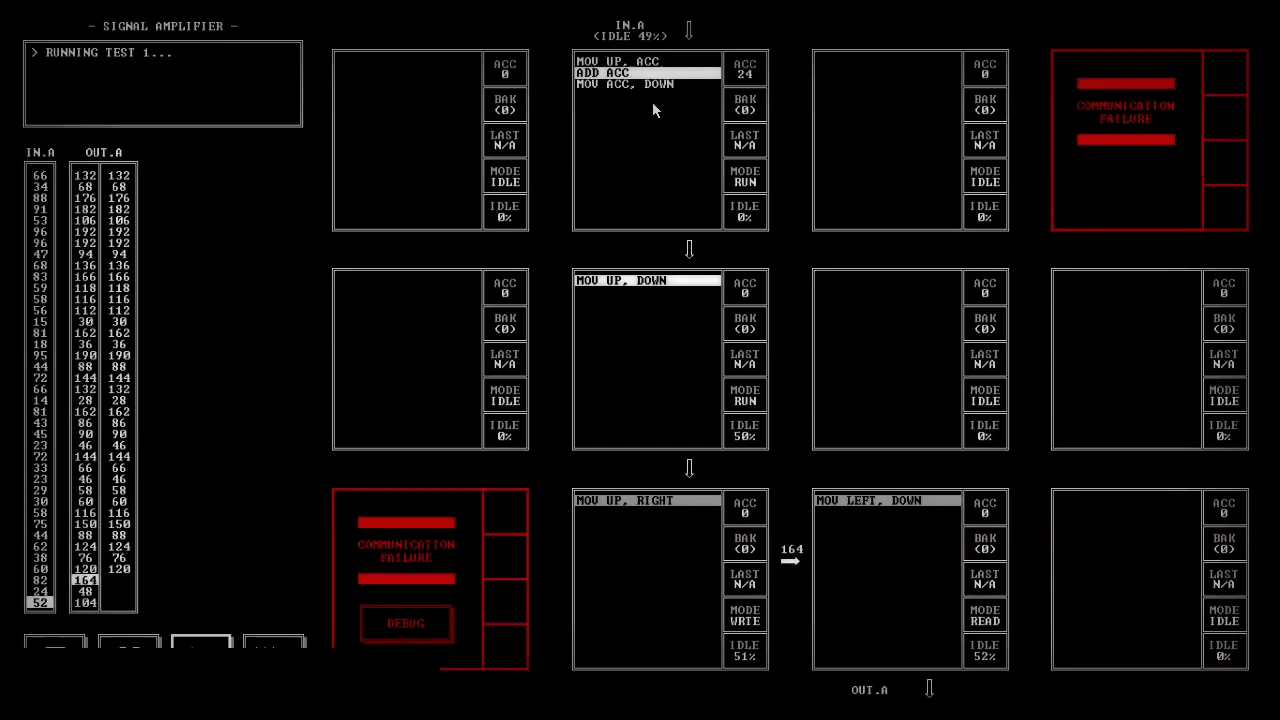 - SIGNAL AMPLIFIER -
> RUNNING TEST 1...
IN.A OUT.A
66 132 132
34 68 68
88 176 176
91 182 182
53 106 106
96 192 192
96 192 192
47 94 94
68 136 136
83 166 166
59 118 118
58 116 116
56 112 112
15 30 30
81 162 162
18 36 36
95 190 190
44 88 88
72 144 144
66 132 132
14 28 28
81 162 162
43 86 86
45 90 90
23 46 46
72 144 144
33 66 66
23 46 46
29 58 58
30 60 60
58 116 116
75 150 150
44 88 88
62 124 124
38 76 76
60 120 120
82 164
24 48
52 104
IN.A
(IDLE 49%)
ACC
0
BAK
(0)
LAST
N/A
MODE
IDLE
IDLE
0%
MOV UP, ACC
ADD ACC
MOV ACC, DOWN
ACC
24
BAK
(0)
LAST
N/A
MODE
RUN
IDLE
0%
ACC
0
BAK
(0)
LAST
N/A
MODE
IDLE
IDLE
0%
COMMUNICATION
FAILURE
ACC
0
BAK
(0)
LAST
N/A
MODE
IDLE
IDLE
0%
MOV UP, DOWN
ACC
0
BAK
(0)
LAST
N/A
MODE
RUN
IDLE
50%
ACC
0
BAK
(0)
LAST
N/A
MODE
IDLE
IDLE
0%
ACC
0
BAK
(0)
LAST
N/A
MODE
IDLE
IDLE
0%
COMMUNICATION
FAILURE
DEBUG
MOV UP, RIGHT
ACC
0
BAK
(0)
LAST
N/A
MODE
WRITE
IDLE
51%
164
MOV LEFT, DOWN
ACC
0
BAK
(0)
LAST
N/A
MODE
READ
IDLE
52%
ACC
0
BAK
(0)
LAST
N/A
MODE
IDLE
IDLE
0%
OUT.A